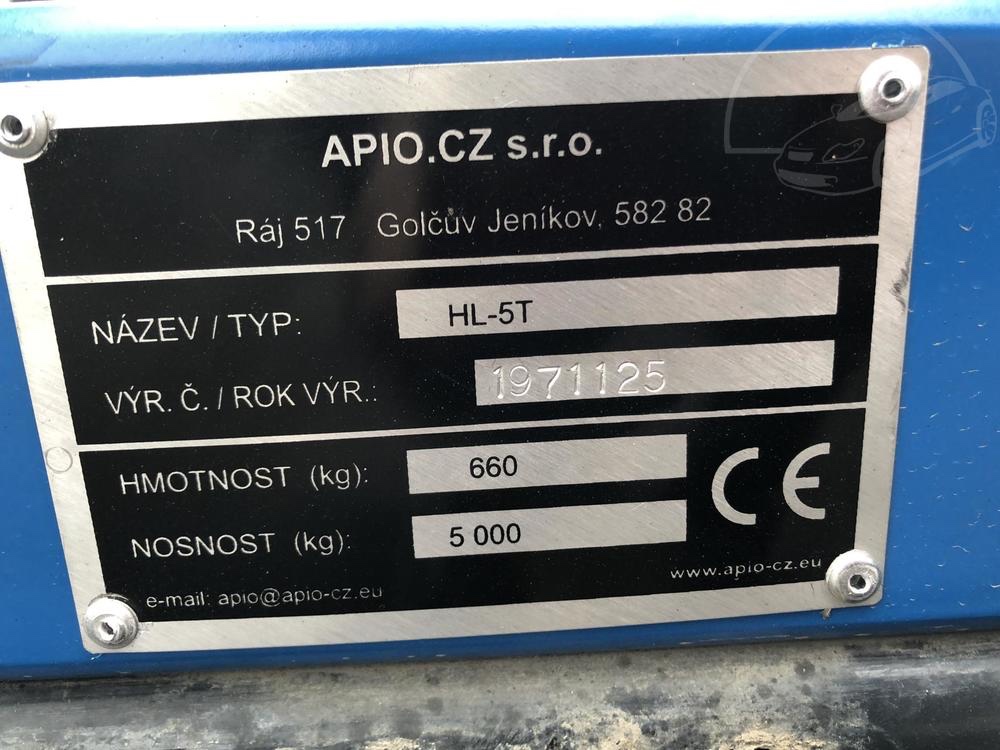 APIO.CZ s.r.o.
Ráj 517 Golčův Jeníkov, 582 82
NÁZEV / TYP: HL-5T
VÝR. Č. / ROK VÝR.: 1971125
HMOTNOST (kg): 660
NOSNOST (kg): 5 000
CE
e-mail: apio@apio-cz.eu www.apio-cz.eu